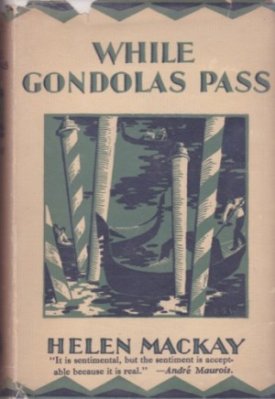 WHILE
GONDOLAS PASS
HELEN MACKAY
"It is sentimental, but the sentiment is accept-
able because it is real." —André Maurois.